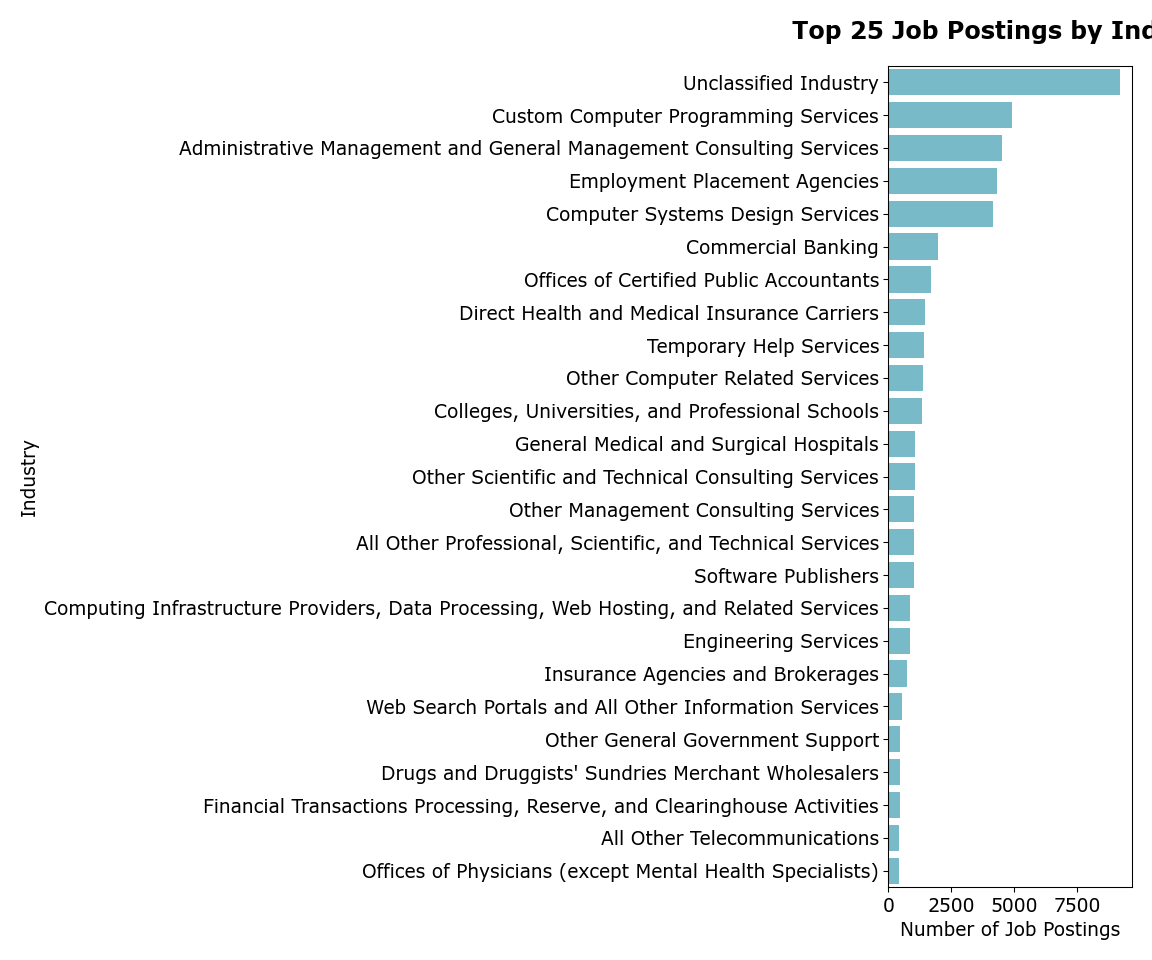 Top 25 Job Postings by Ind
Unclassified Industry
Custom Computer Programming Services
Administrative Management and General Management Consulting Services
Employment Placement Agencies
Computer Systems Design Services
Commercial Banking
Offices of Certified Public Accountants
Direct Health and Medical Insurance Carriers
Temporary Help Services
Other Computer Related Services
Colleges, Universities, and Professional Schools
General Medical and Surgical Hospitals
Other Scientific and Technical Consulting Services
Other Management Consulting Services
All Other Professional, Scientific, and Technical Services
Software Publishers
Computing Infrastructure Providers, Data Processing, Web Hosting, and Related Services
Engineering Services
Insurance Agencies and Brokerages
Web Search Portals and All Other Information Services
Other General Government Support
Drugs and Druggists' Sundries Merchant Wholesalers
Financial Transactions Processing, Reserve, and Clearinghouse Activities
All Other Telecommunications
Offices of Physicians (except Mental Health Specialists)
Industry
0 2500 5000 7500
Number of Job Postings